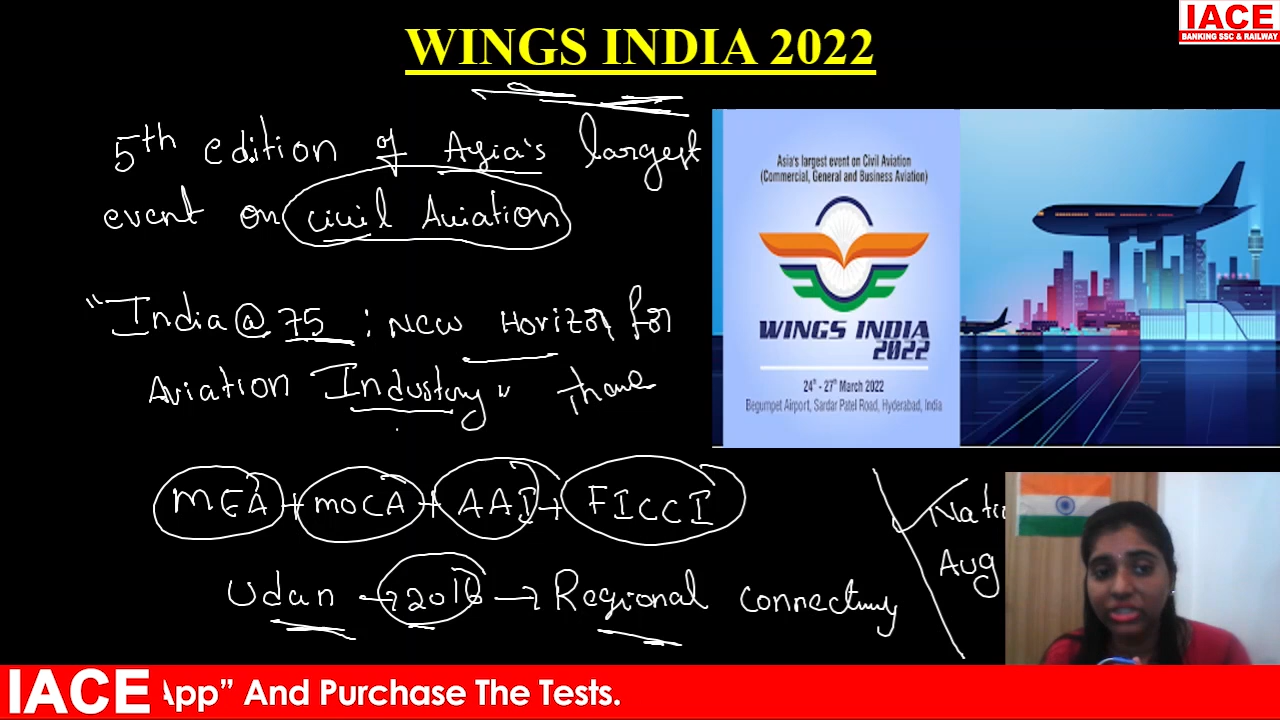 WINGS INDIA 2022
IACE
BANKING SSC & RAILWAY
5th edition of Asia's largest
event on civil Aviation
"India @ 75 : New Horizon for
Aviation Industry"
MEA + MOCA + AAI + FICCI
Udan → 2016 → Regional connectivity
Asia's largest event on Civil Aviation
(Commercial, General and Business Aviation)
WINGS INDIA
2022
24th - 27th March 2022
Begumpet Airport, Sardar Patel Road, Hyderabad, India
Aug
IACE
App" And Purchase The Tests.